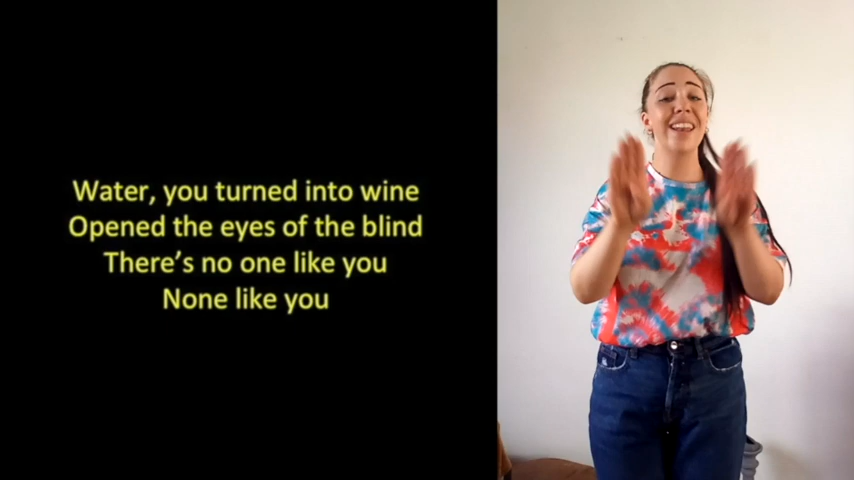 Water, you turned into wine
Opened the eyes of the blind
There's no one like you
None like you